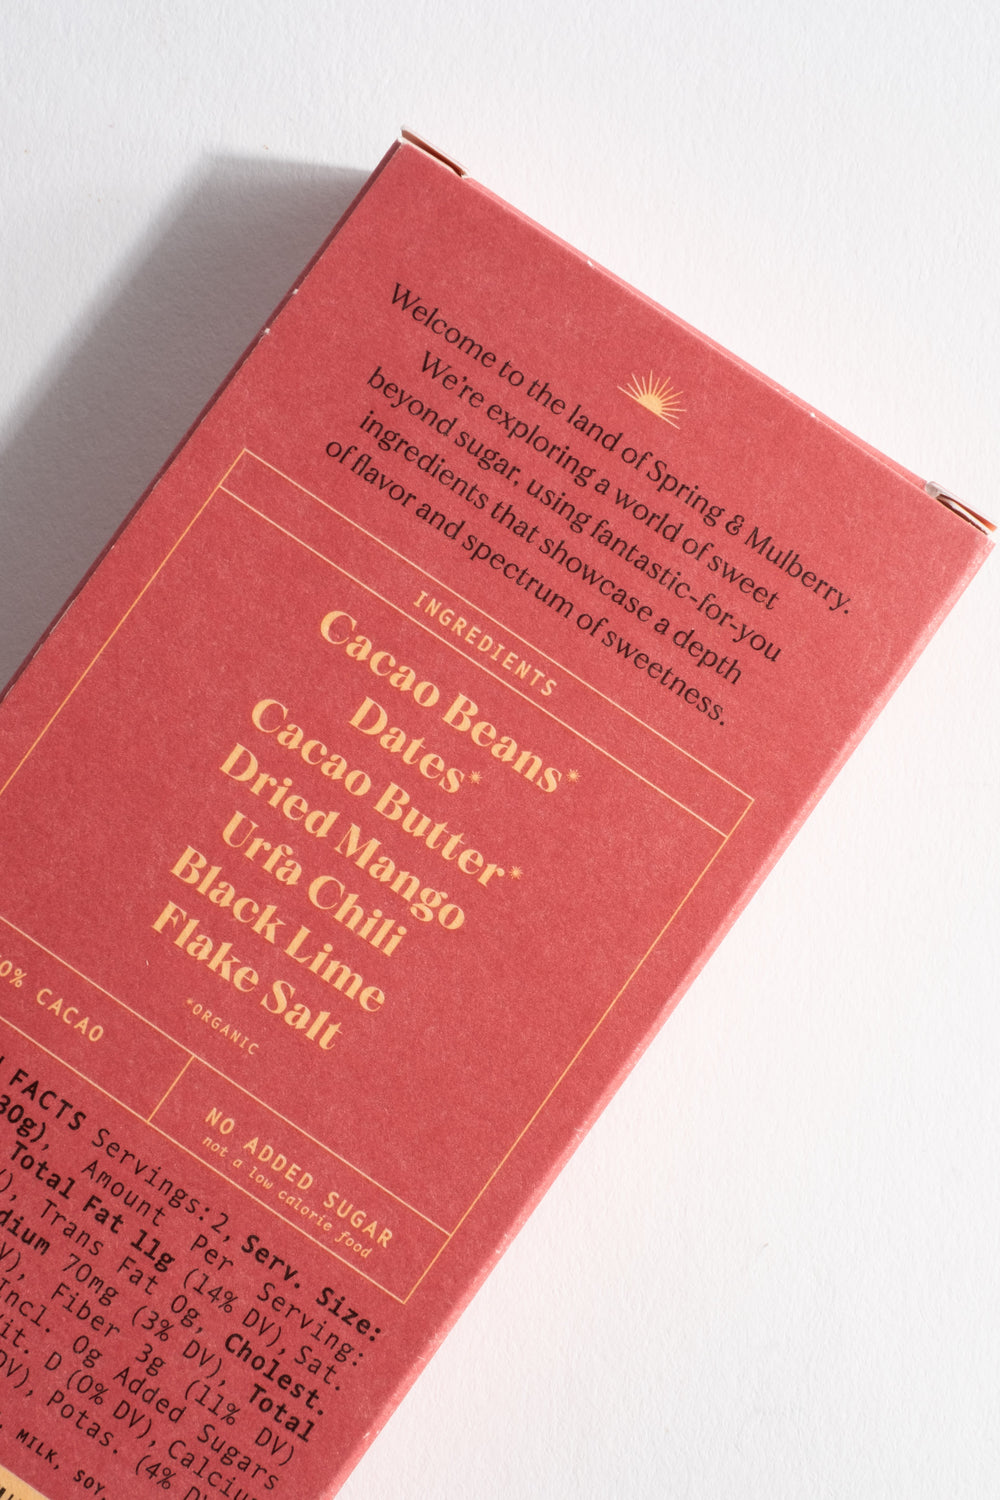 Welcome to the land of Spring & Mulberry.
We're exploring a world of sweet
beyond sugar, using fantastic-for-you
ingredients that showcase a depth
of flavor and spectrum of sweetness.
INGREDIENTS
Cacao Beans*
Dates*
Cacao Butter*
Dried Mango
Urfa Chili
Black Lime
Flake Salt
*ORGANIC
0% CACAO
NO ADDED SUGAR
not a low calorie food
FACTS Servings: 2, Serv. Size:
30g), Amount Per Serving:
Total Fat 11g (14% DV), Sat.
Trans Fat 0g, Cholest.
dium 70mg (3% DV), Total
Fiber 3g (11% DV)
Incl. 0g Added Sugars
it. D (0% DV), Calciu
DV), Potas. (4%
MILK, SOY,